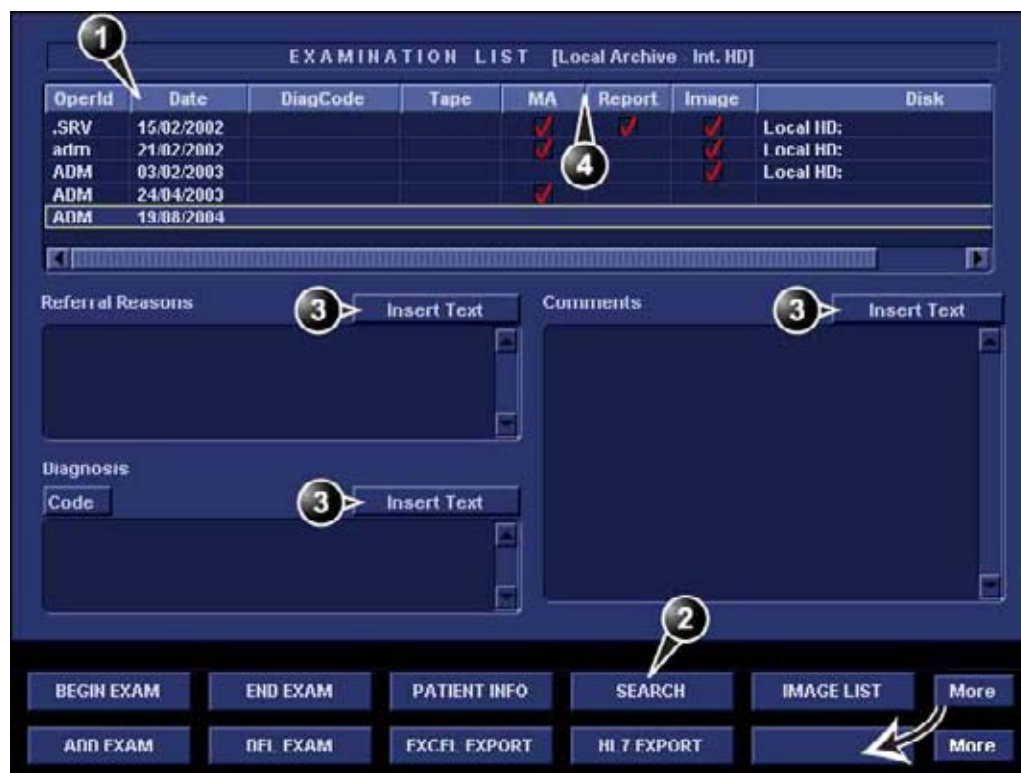 1
EXAMINATION LIST [Local Archive Int. HD]
OperId Date DiagCode Tape MA Report Image Disk
.SRV 15/02/2002 Local HD:
adm 21/02/2002 Local HD:
ADM 03/02/2003 Local HD:
ADM 24/04/2003
ADM 19/08/2004
4
Referral Reasons 3 Insert Text
Comments 3 Insert Text
Diagnosis
Code 3 Insert Text
2
BEGIN EXAM END EXAM PATIENT INFO SEARCH IMAGE LIST More
ADD EXAM DEL EXAM EXCEL EXPORT HL7 EXPORT More